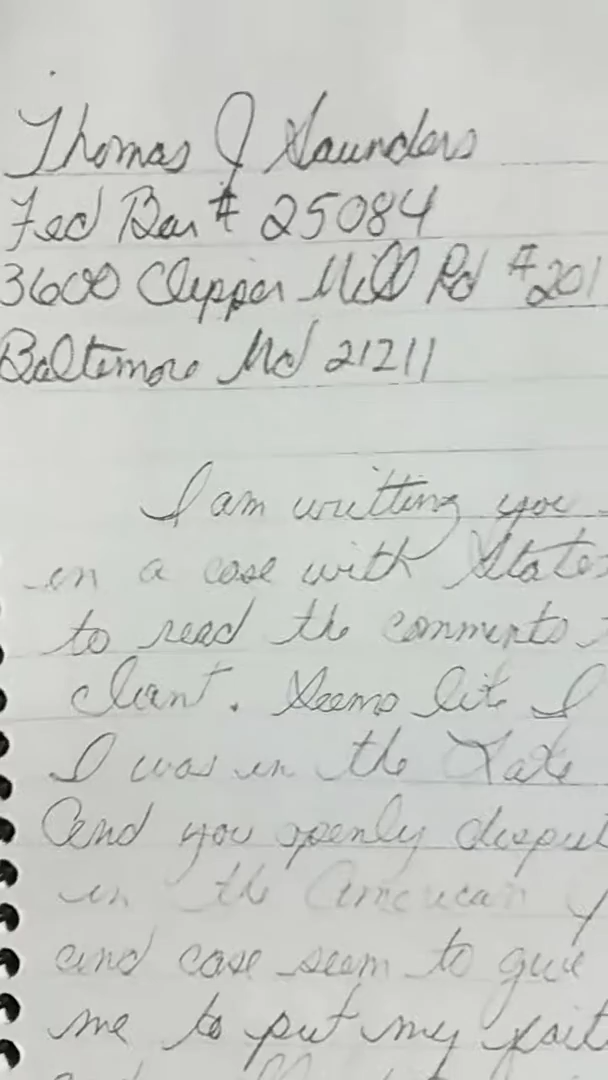 Thomas J Saunders
Fed Bar # 25084
3600 Clipper Mill Rd #201
Baltimore Md 21211
I am writting you
in a case with States
to read the comments
client. Seems like I
I was in the
And you openly disput
in the American
and case seem to give
me to put my fait